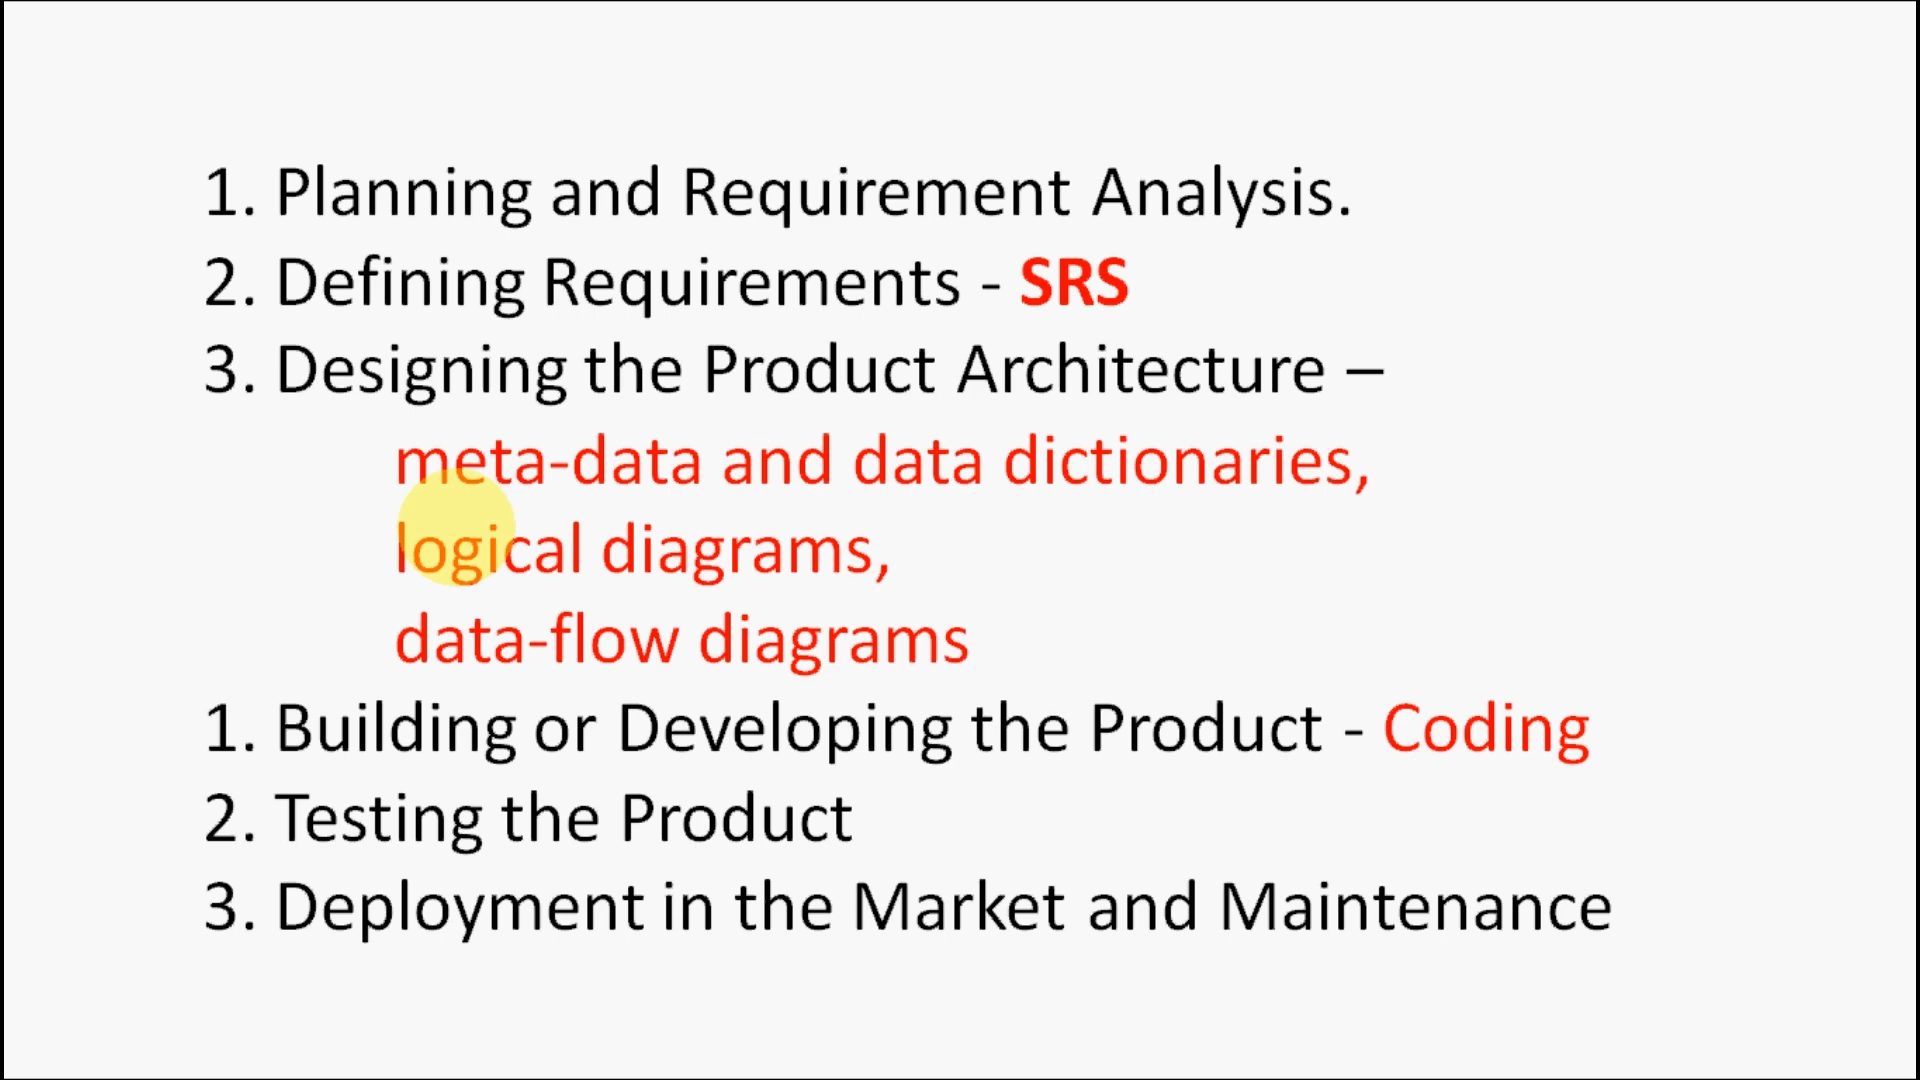 1. Planning and Requirement Analysis.
2. Defining Requirements - SRS
3. Designing the Product Architecture –
meta-data and data dictionaries,
logical diagrams,
data-flow diagrams
1. Building or Developing the Product - Coding
2. Testing the Product
3. Deployment in the Market and Maintenance